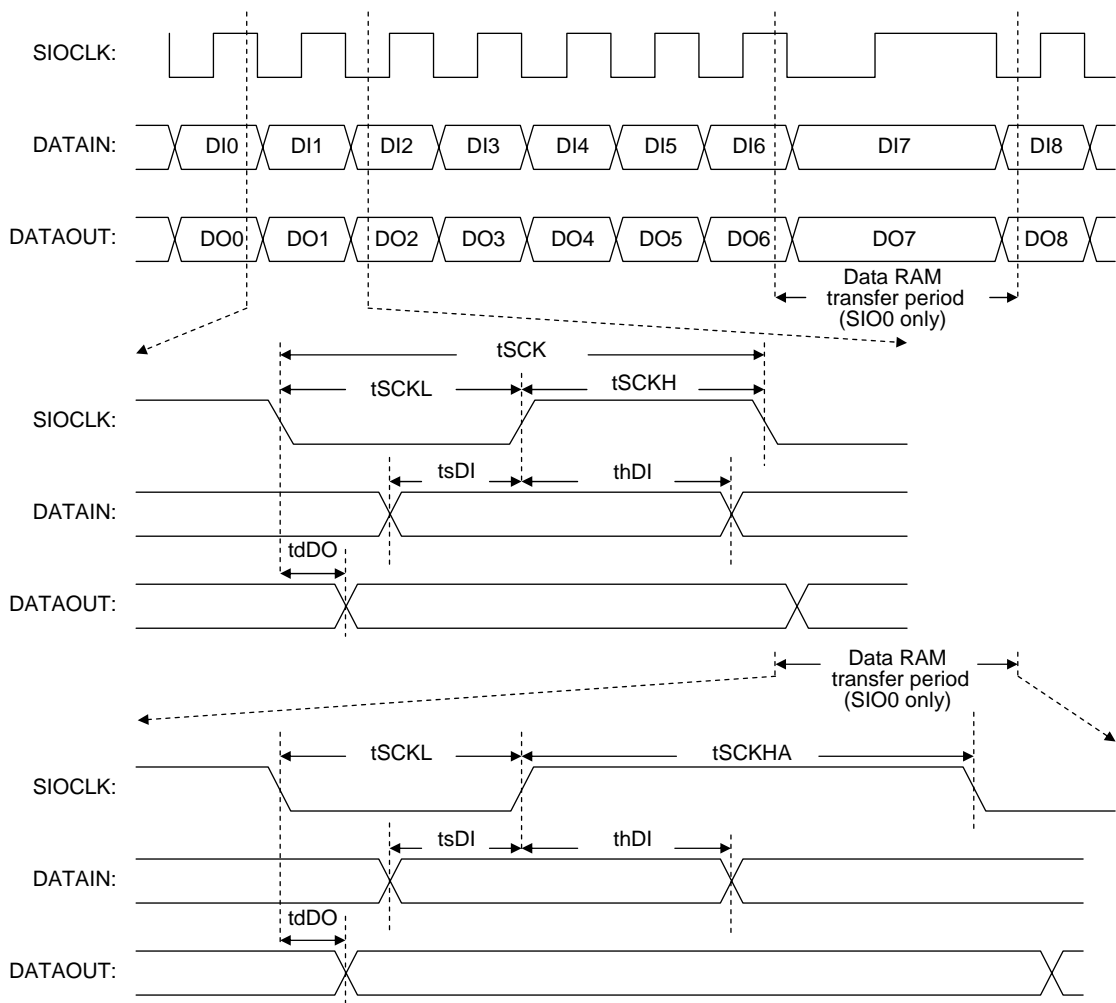 SIOCLK:
DATAIN: DI0 DI1 DI2 DI3 DI4 DI5 DI6 DI7 DI8
DATAOUT: DO0 DO1 DO2 DO3 DO4 DO5 DO6 DO7 DO8
Data RAM
transfer period
(SIO0 only)
tSCK
tSCKL tSCKH
SIOCLK:
tsDI thDI
DATAIN:
tdDO
DATAOUT:
Data RAM
transfer period
(SIO0 only)
tSCKL tSCKHA
SIOCLK:
tsDI thDI
DATAIN:
tdDO
DATAOUT: